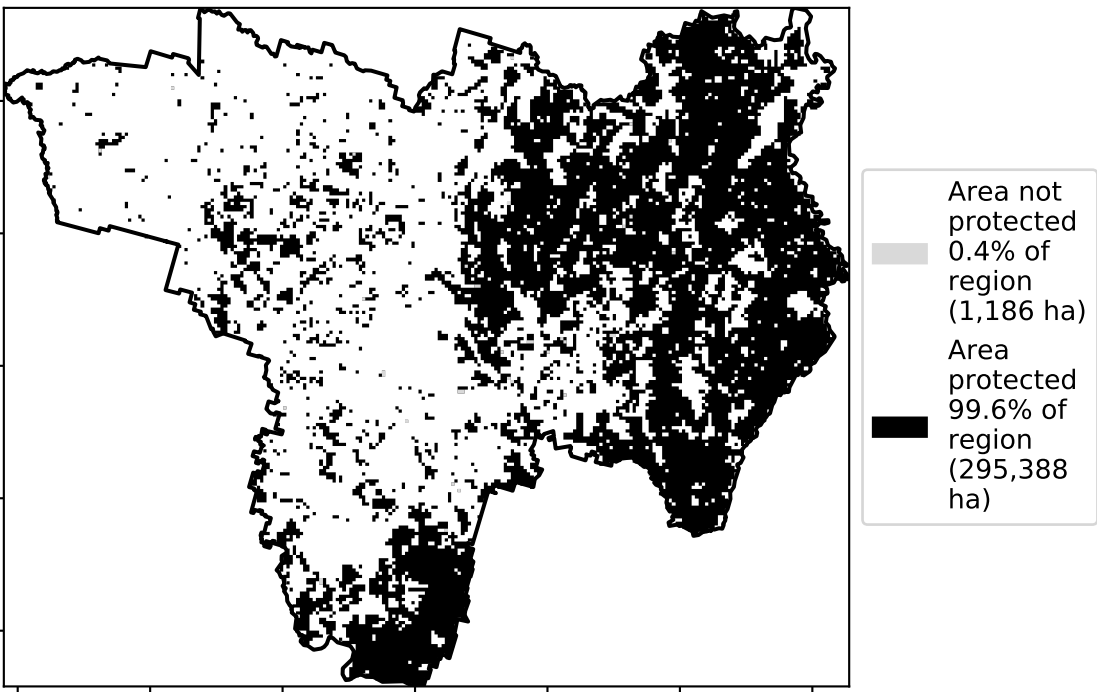 Area not
protected
0.4% of
region
(1,186 ha)
Area
protected
99.6% of
region
(295,388
ha)